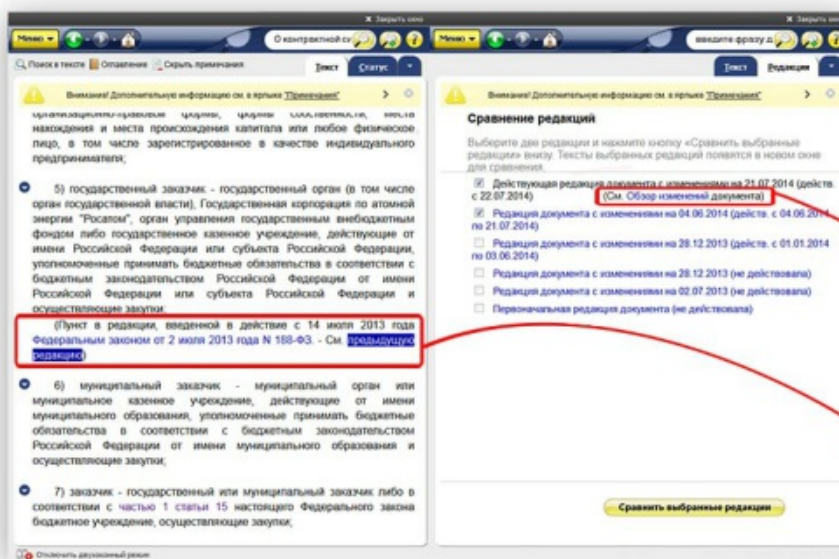 Закрыть окно
Меню
О контрактной си
Поиск в тексте Оглавление Скрыть примечания
Текст Статус
Внимание! Дополнительную информацию см. в ярлыке "Примечания"
организационно-правовой формы, формы собственности, места
нахождения и места происхождения капитала или любое физическое
лицо, в том числе зарегистрированное в качестве индивидуального
предпринимателя;
5) государственный заказчик - государственный орган (в том числе
орган государственной власти), Государственная корпорация по атомной
энергии "Росатом", орган управления государственным внебюджетным
фондом либо государственное казенное учреждение, действующие от
имени Российской Федерации или субъекта Российской Федерации,
уполномоченные принимать бюджетные обязательства в соответствии с
бюджетным законодательством Российской Федерации от имени
Российской Федерации или субъекта Российской Федерации и
осуществляющие закупки;
(Пункт в редакции, введенной в действие с 14 июля 2013 года
Федеральным законом от 2 июля 2013 года N 188-ФЗ. - См. предыдущую
редакцию)
6) муниципальный заказчик - муниципальный орган или
муниципальное казенное учреждение, действующие от имени
муниципального образования, уполномоченные принимать бюджетные
обязательства в соответствии с бюджетным законодательством
Российской Федерации от имени муниципального образования и
осуществляющие закупки;
7) заказчик - государственный или муниципальный заказчик либо в
соответствии с частью 1 статьи 15 настоящего Федерального закона
бюджетное учреждение, осуществляющие закупки;
Отключить двухоконный режим
Закрыть окно
Меню
введите фразу д
Текст Редакции
Внимание! Дополнительную информацию см. в ярлыке "Примечания"
Сравнение редакций
Выберите две редакции и нажмите кнопку «Сравнить выбранные
редакции» внизу. Тексты выбранных редакций появятся в новом окне
для сравнения.
Действующая редакция документа с изменениями на 21.07.2014 (действ.
с 22.07.2014) (См. Обзор изменений документа)
Редакция документа с изменениями на 04.06.2014 (действ. с 04.06.2014
по 21.07.2014)
Редакция документа с изменениями на 28.12.2013 (действ. с 01.01.2014
по 03.06.2014)
Редакция документа с изменениями на 28.12.2013 (не действовала)
Редакция документа с изменениями на 02.07.2013 (не действовала)
Первоначальная редакция документа (не действовала)
Сравнить выбранные редакции